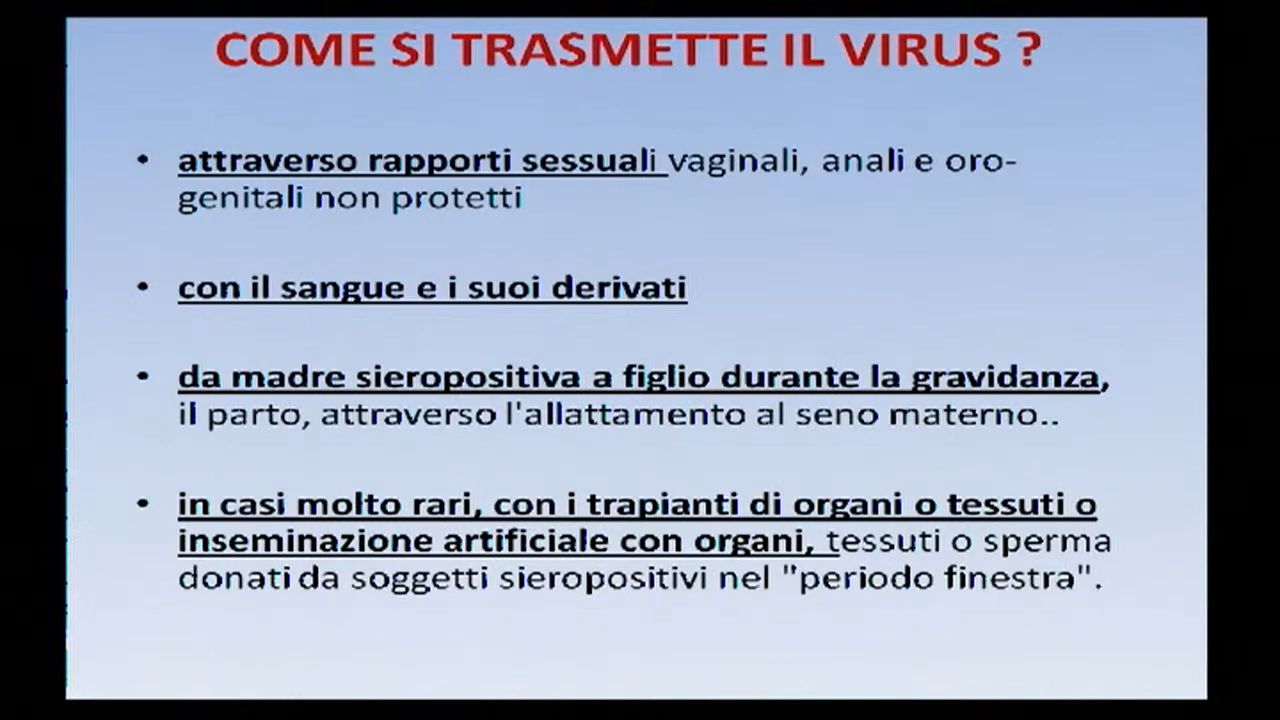 COME SI TRASMETTE IL VIRUS ?
• attraverso rapporti sessuali vaginali, anali e oro-
genitali non protetti
• con il sangue e i suoi derivati
• da madre sieropositiva a figlio durante la gravidanza,
il parto, attraverso l'allattamento al seno materno..
• in casi molto rari, con i trapianti di organi o tessuti o
inseminazione artificiale con organi, tessuti o sperma
donati da soggetti sieropositivi nel "periodo finestra".